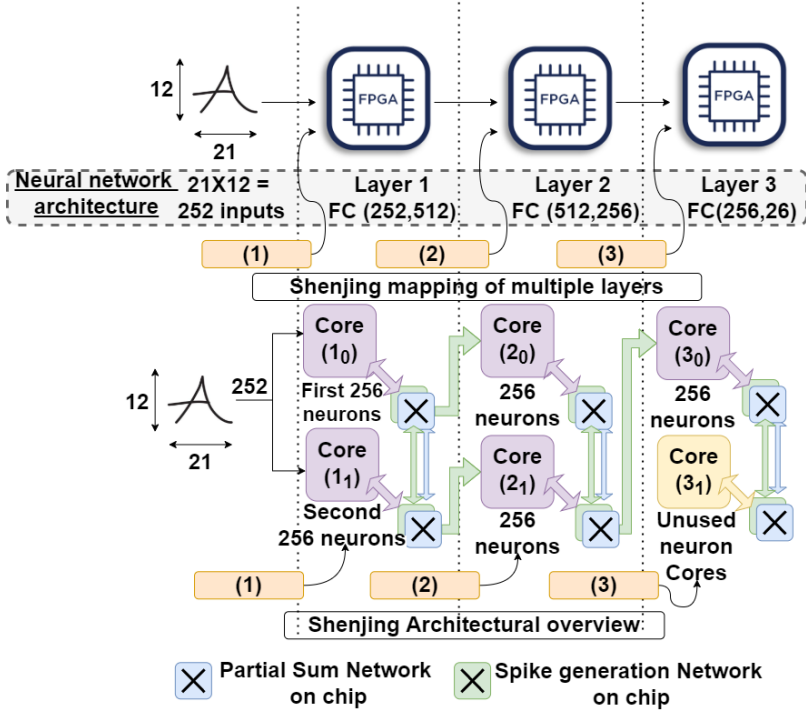 12
21
FPGA
FPGA
FPGA
Neural network
architecture
21X12 =
252 inputs
Layer 1
FC (252,512)
Layer 2
FC (512,256)
Layer 3
FC(256,26)
(1)
(2)
(3)
Shenjing mapping of multiple layers
12
21
252
Core
(1₀)
First 256
neurons
Core
(1₁)
Second
256 neurons
Core
(2₀)
256
neurons
Core
(2₁)
256
neurons
Core
(3₀)
256
neurons
Core
(3₁)
Unused
neuron
Cores
(1)
(2)
(3)
Shenjing Architectural overview
Partial Sum Network
on chip
Spike generation Network
on chip